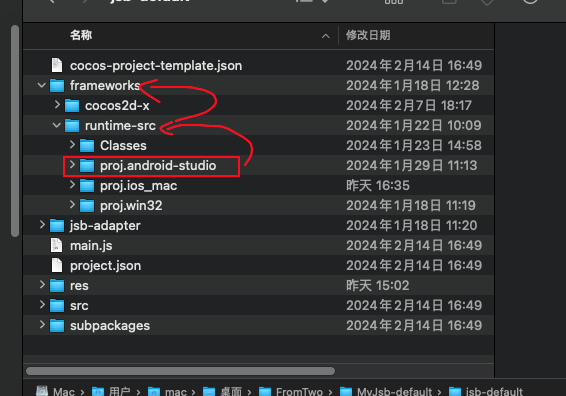 jsb-default
名称 修改日期
cocos-project-template.json 2024年2月14日 16:49
frameworks 2024年1月18日 12:28
cocos2d-x 2024年2月7日 18:17
runtime-src 2024年1月22日 10:09
Classes 2024年1月23日 14:58
proj.android-studio 2024年1月29日 11:13
proj.ios_mac 昨天 16:35
proj.win32 2024年1月18日 11:19
jsb-adapter 2024年1月18日 11:20
main.js 2024年2月14日 16:49
project.json 2024年2月14日 16:49
res 昨天 15:02
src 2024年2月14日 16:49
subpackages 2024年2月14日 16:49
Mac › 用户 › mac › 桌面 › FromTwo › MyJsb-default › jsb-default